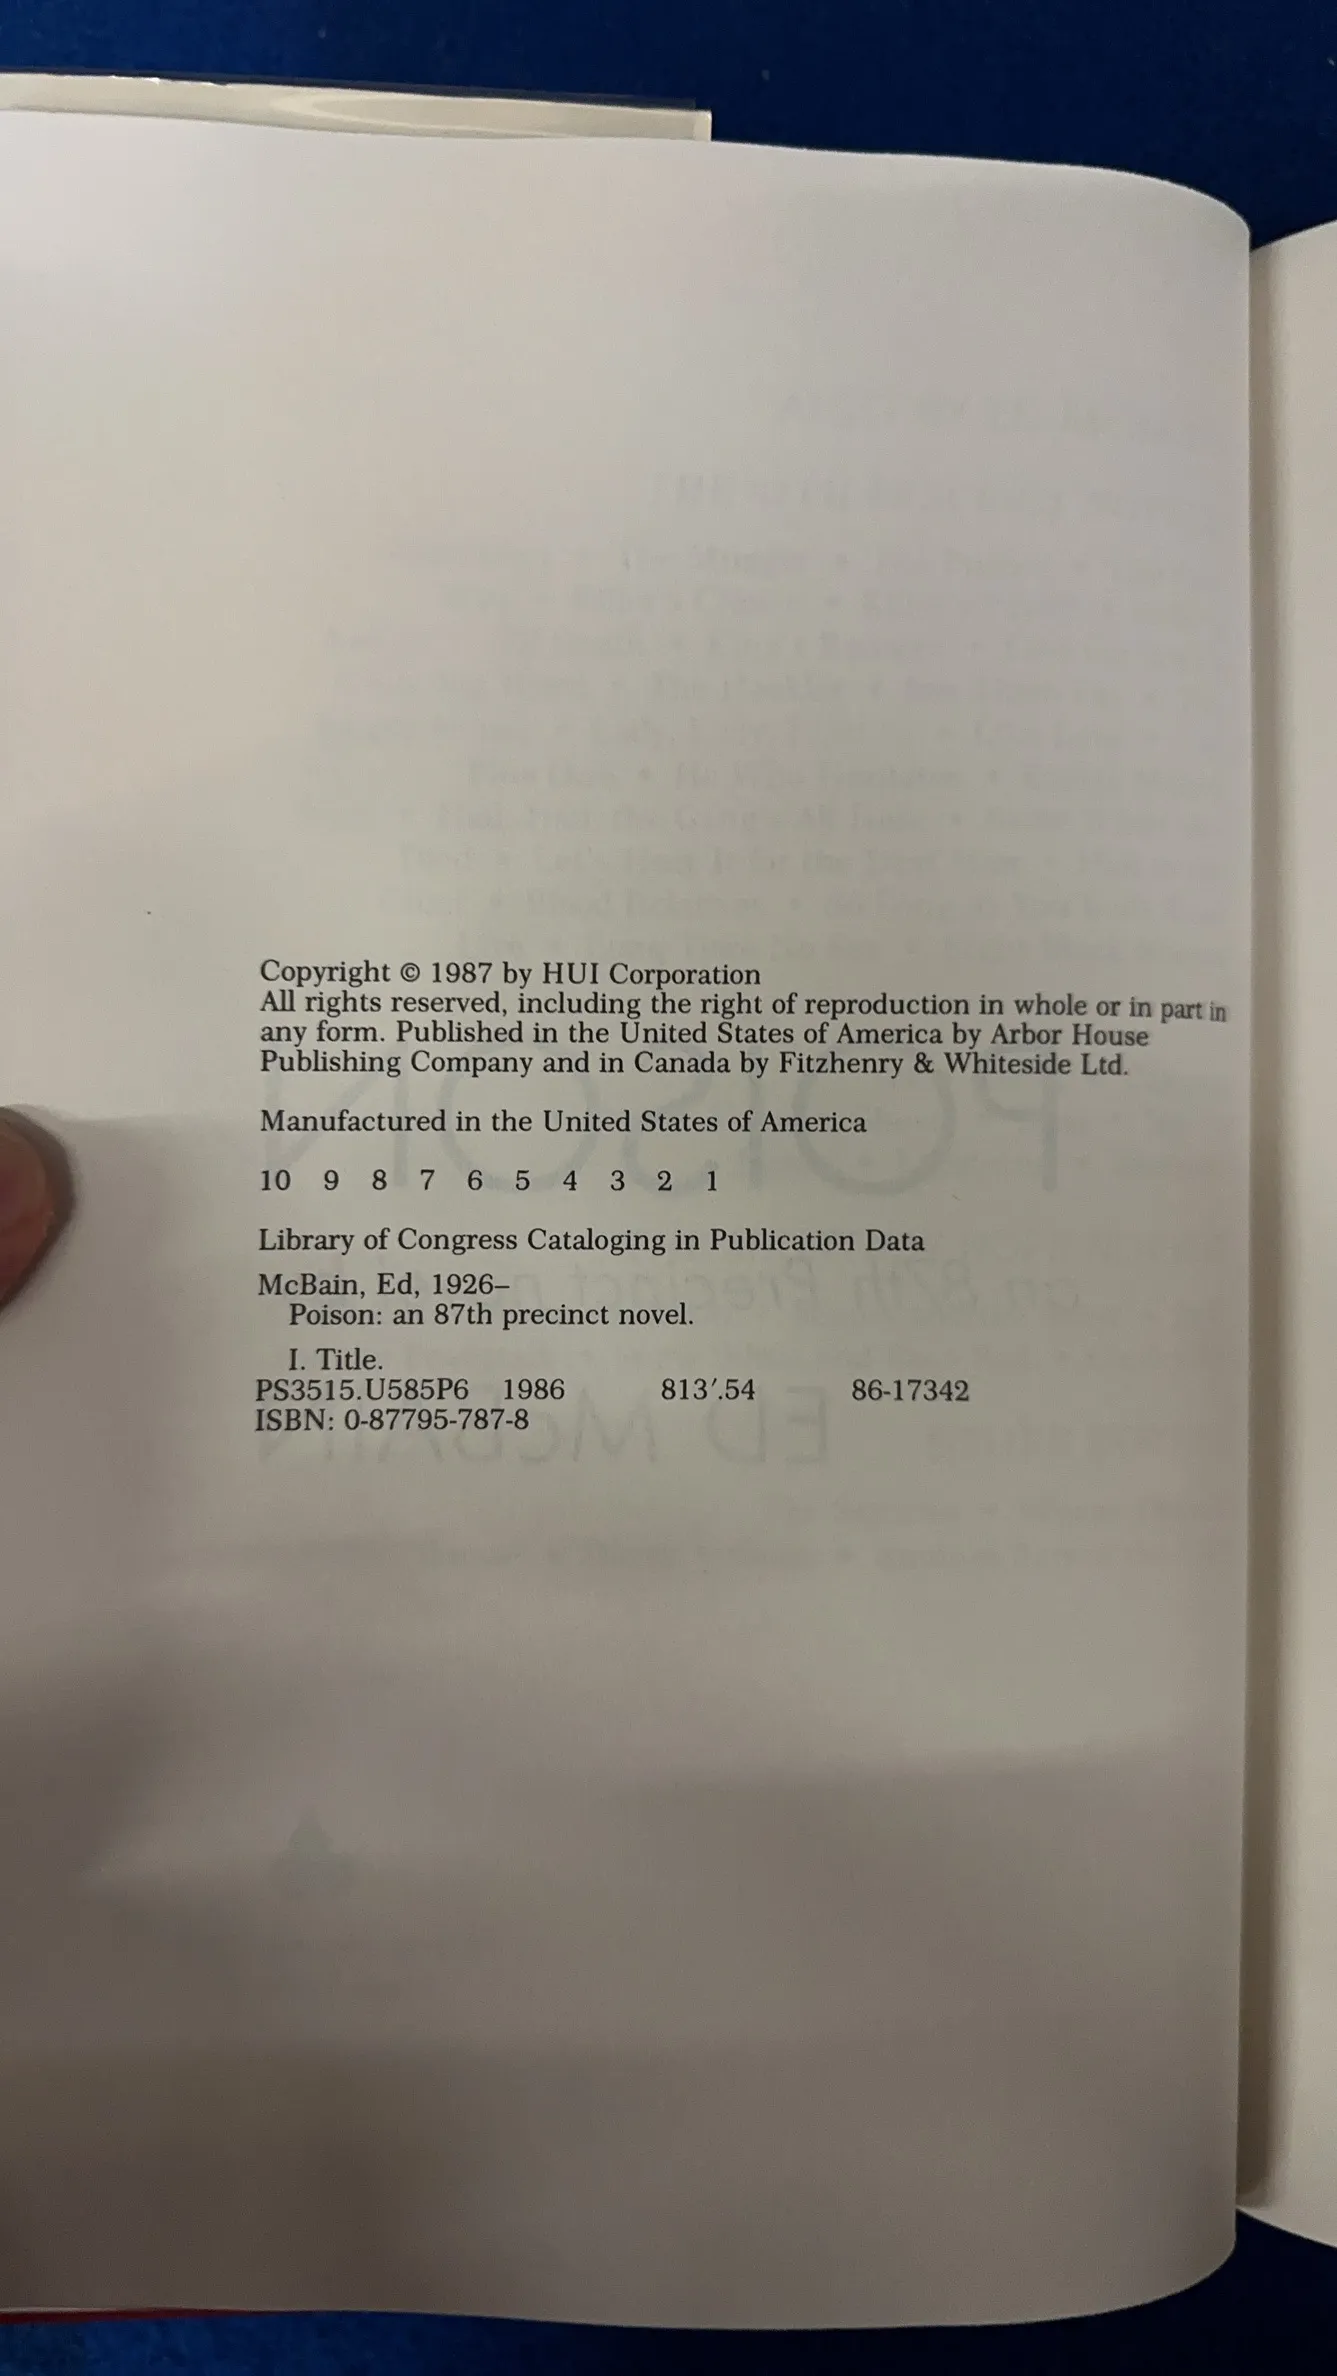 Copyright © 1987 by HUI Corporation
All rights reserved, including the right of reproduction in whole or in part in
any form. Published in the United States of America by Arbor House
Publishing Company and in Canada by Fitzhenry & Whiteside Ltd.
Manufactured in the United States of America
10 9 8 7 6 5 4 3 2 1
Library of Congress Cataloging in Publication Data
McBain, Ed, 1926–
Poison: an 87th precinct novel.
I. Title.
PS3515.U585P6 1986 813′.54 86-17342
ISBN: 0-87795-787-8